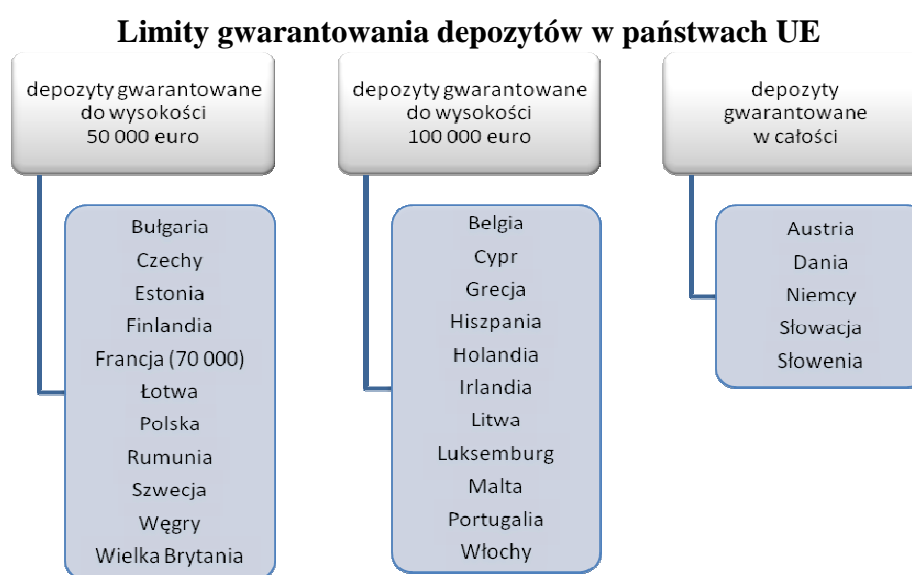 Limity gwarantowania depozytów w państwach UE
depozyty gwarantowane
do wysokości
50 000 euro
Bułgaria
Czechy
Estonia
Finlandia
Francja (70 000)
Łotwa
Polska
Rumunia
Szwecja
Węgry
Wielka Brytania
depozyty gwarantowane
do wysokości
100 000 euro
Belgia
Cypr
Grecja
Hiszpania
Holandia
Irlandia
Litwa
Luksemburg
Malta
Portugalia
Włochy
depozyty
gwarantowane
w całości
Austria
Dania
Niemcy
Słowacja
Słowenia